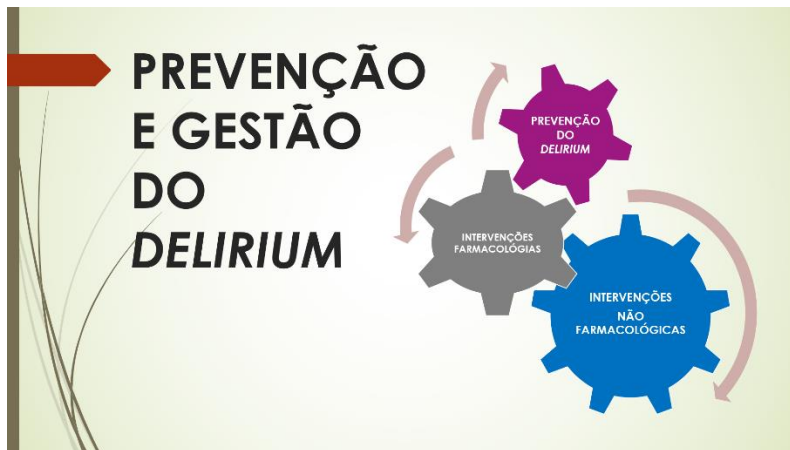 PREVENÇÃO
E GESTÃO
DO
DELIRIUM
PREVENÇÃO
DO
DELIRIUM
INTERVENÇÕES
FARMACOLÓGIAS
INTERVENÇÕES
NÃO
FARMACOLÓGICAS